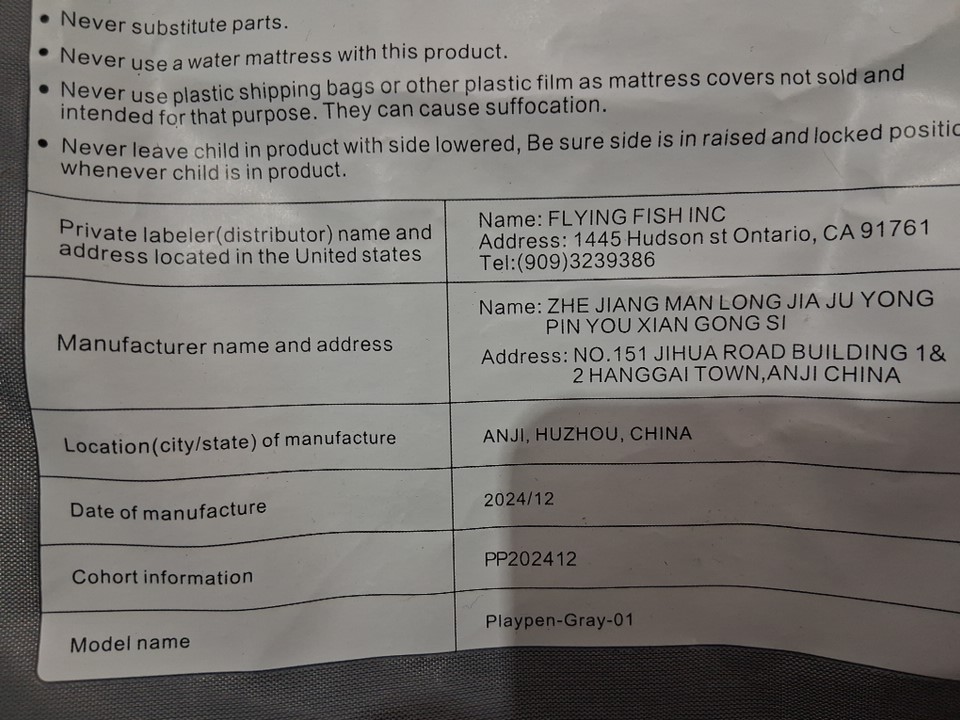 • Never substitute parts.
• Never use a water mattress with this product.
• Never use plastic shipping bags or other plastic film as mattress covers not sold and
intended for that purpose. They can cause suffocation.
• Never leave child in product with side lowered, Be sure side is in raised and locked positio
whenever child is in product.
Private labeler(distributor) name and
address located in the United states
Name: FLYING FISH INC
Address: 1445 Hudson st Ontario, CA 91761
Tel:(909)3239386
Manufacturer name and address
Name: ZHE JIANG MAN LONG JIA JU YONG
PIN YOU XIAN GONG SI
Address: NO.151 JIHUA ROAD BUILDING 1&
2 HANGGAI TOWN,ANJI CHINA
Location(city/state) of manufacture
ANJI, HUZHOU, CHINA
Date of manufacture
2024/12
Cohort information
PP202412
Model name
Playpen-Gray-01